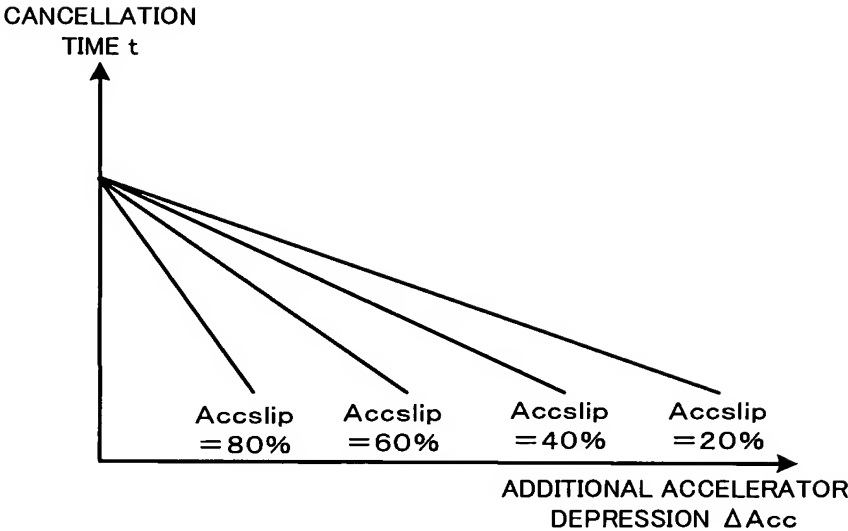 CANCELLATION
TIME t
Accslip
=80%
Accslip
=60%
Accslip
=40%
Accslip
=20%
ADDITIONAL ACCELERATOR
DEPRESSION ΔAcc